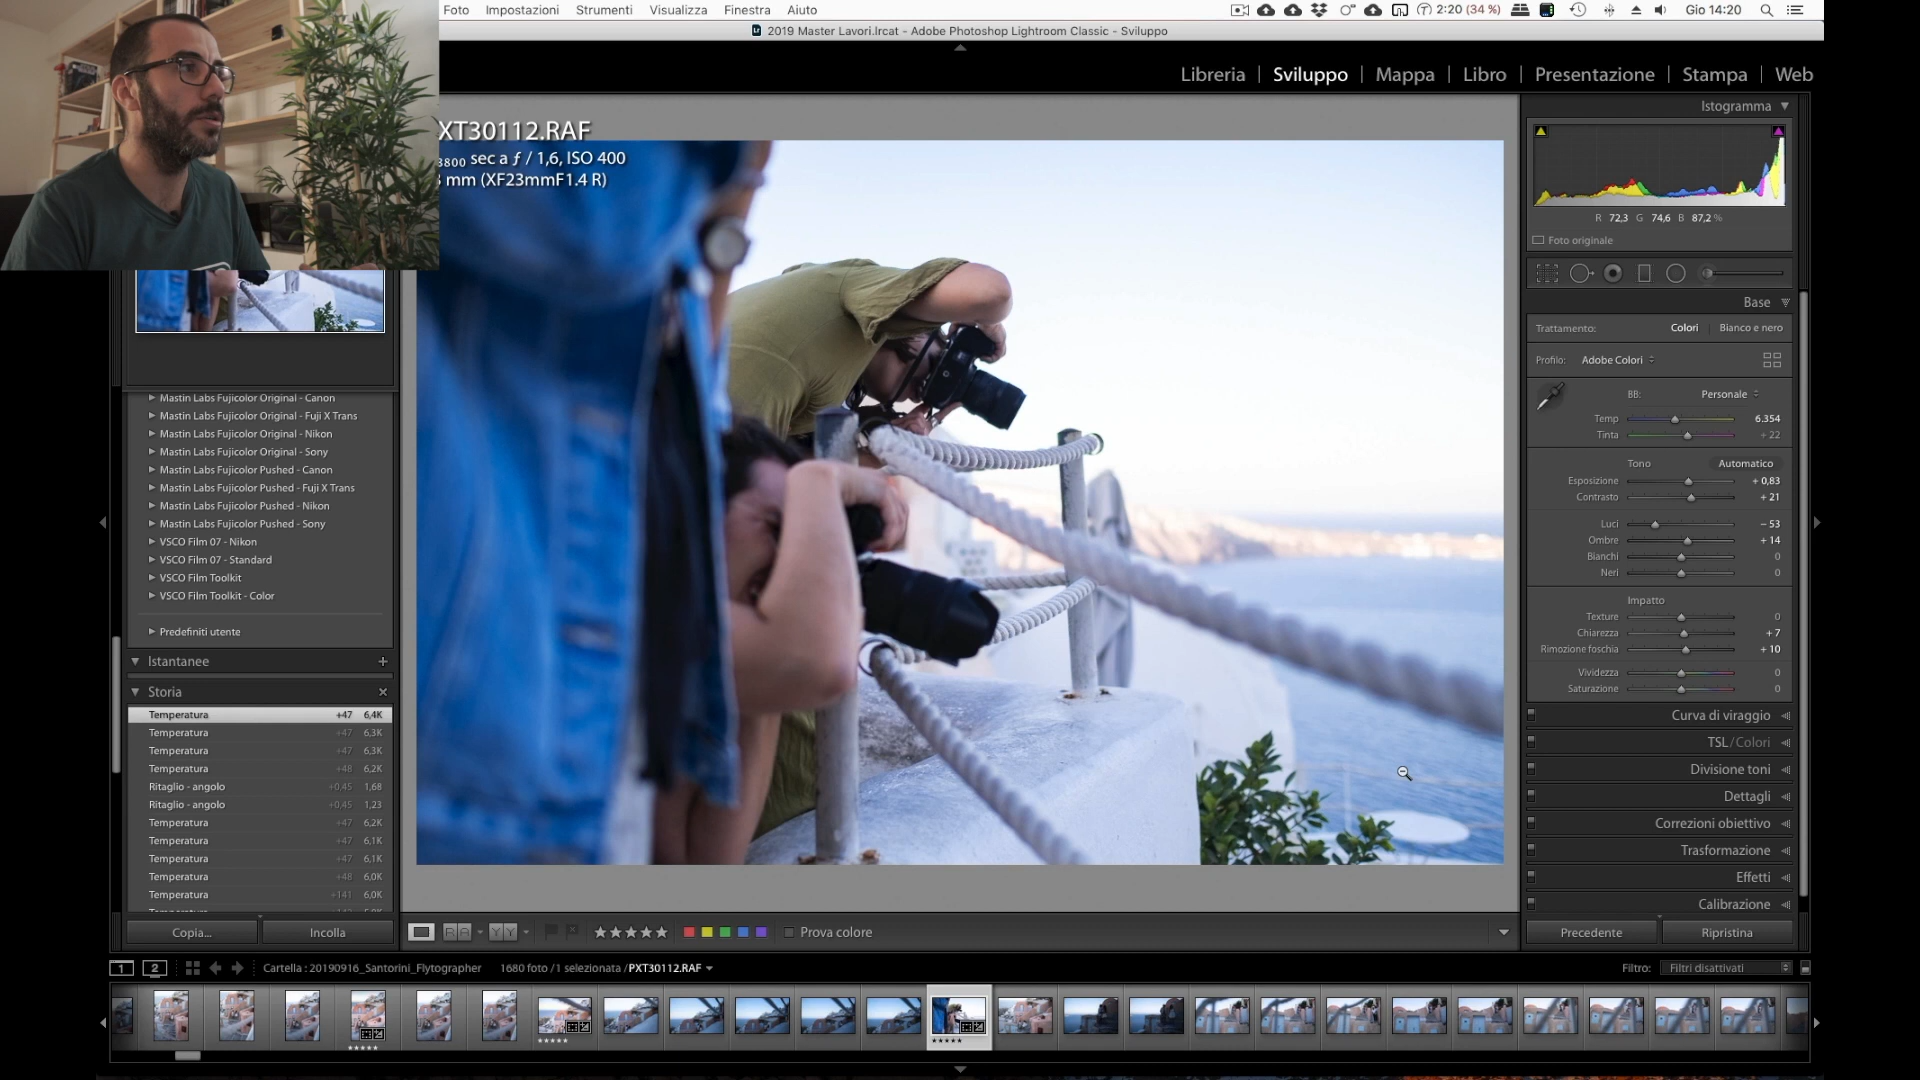 Foto Impostazioni Strumenti Visualizza Finestra Aiuto 2:20 (34 %) Gio 14:20
2019 Master Lavori.lrcat - Adobe Photoshop Lightroom Classic - Sviluppo
Libreria | Sviluppo | Mappa | Libro | Presentazione | Stampa | Web
XT30112.RAF
3800 sec a ƒ / 1,6, ISO 400
mm (XF23mmF1.4 R)
Istogramma
R 72,3 G 74,6 B 87,2 %
Foto originale
Base
Trattamento: Colori | Bianco e nero
Profilo: Adobe Colori
BB: Personale
Temp 6.354
Tinta + 22
Tono Automatico
Esposizione + 0,83
Contrasto + 21
Luci − 53
Ombre + 14
Bianchi 0
Neri 0
Impatto
Texture 0
Chiarezza + 7
Rimozione foschia + 10
Vividezza 0
Saturazione 0
Curva di viraggio
TSL / Colori
Divisione toni
Dettagli
Correzioni obiettivo
Trasformazione
Effetti
Calibrazione
Precedente Ripristina
Mastin Labs Fujicolor Original - Canon
Mastin Labs Fujicolor Original - Fuji X Trans
Mastin Labs Fujicolor Original - Nikon
Mastin Labs Fujicolor Original - Sony
Mastin Labs Fujicolor Pushed - Canon
Mastin Labs Fujicolor Pushed - Fuji X Trans
Mastin Labs Fujicolor Pushed - Nikon
Mastin Labs Fujicolor Pushed - Sony
VSCO Film 07 - Nikon
VSCO Film 07 - Standard
VSCO Film Toolkit
VSCO Film Toolkit - Color
Predefiniti utente
Istantanee
Storia
Temperatura +47 6,4K
Temperatura +47 6,3K
Temperatura +47 6,3K
Temperatura +48 6,2K
Ritaglio - angolo +0.45 1,68
Ritaglio - angolo +0.45 1,23
Temperatura +47 6,2K
Temperatura +47 6,1K
Temperatura +47 6,1K
Temperatura +48 6,0K
Temperatura +141 6,0K
Copia... Incolla
R A Y Y Prova colore
1 2 Cartella : 20190916_Santorini_Flytographer 1680 foto / 1 selezionata / PXT30112.RAF Filtro: Filtri disattivati